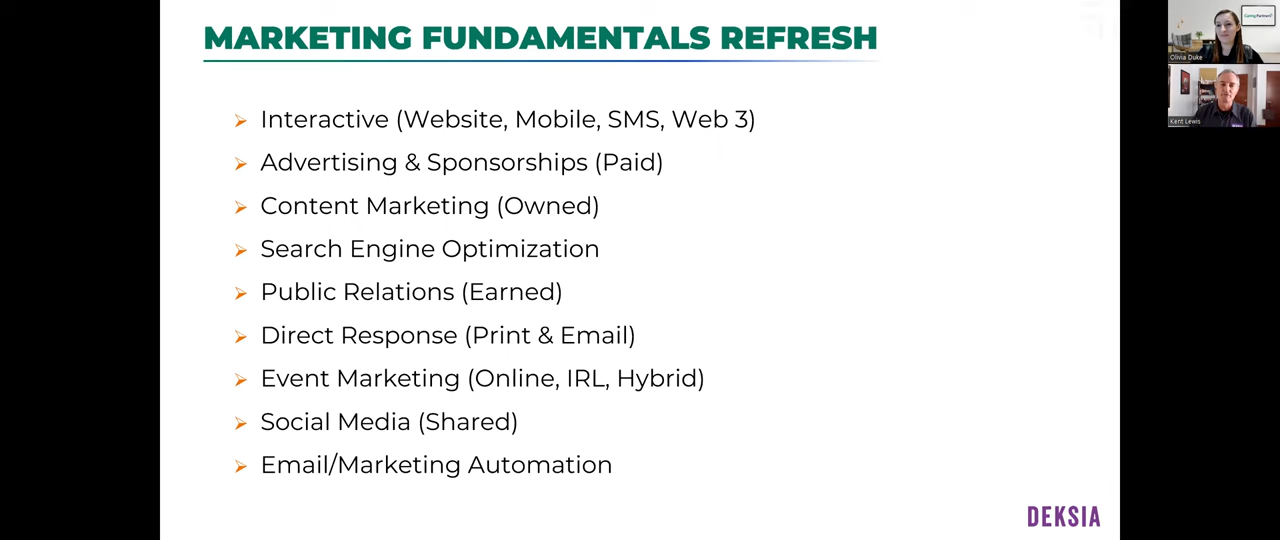 MARKETING FUNDAMENTALS REFRESH
Interactive (Website, Mobile, SMS, Web 3)
Advertising & Sponsorships (Paid)
Content Marketing (Owned)
Search Engine Optimization
Public Relations (Earned)
Direct Response (Print & Email)
Event Marketing (Online, IRL, Hybrid)
Social Media (Shared)
Email/Marketing Automation
DEKSIA
Olivia Duke
Kent Lewis